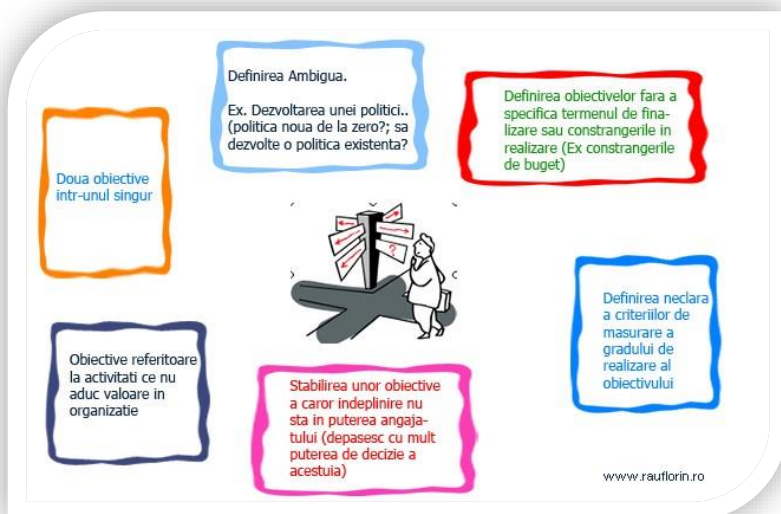 Definirea Ambigua.
Ex. Dezvoltarea unei politici..
(politica noua de la zero?; sa
dezvolte o politica existenta?
Definirea obiectivelor fara a
specifica termenul de fina-
lizare sau constrangerile in
realizare (Ex constrangerile
de buget)
Doua obiective
intr-unul singur
?
Definirea neclara
a criteriilor de
masurare a
gradului de
realizare al
obiectivului
Obiective referitoare
la activitati ce nu
aduc valoare in
organizatie
Stabilirea unor obiective
a caror indeplinire nu
sta in puterea angaja-
tului (depasesc cu mult
puterea de decizie a
acestuia)
www.rauflorin.ro